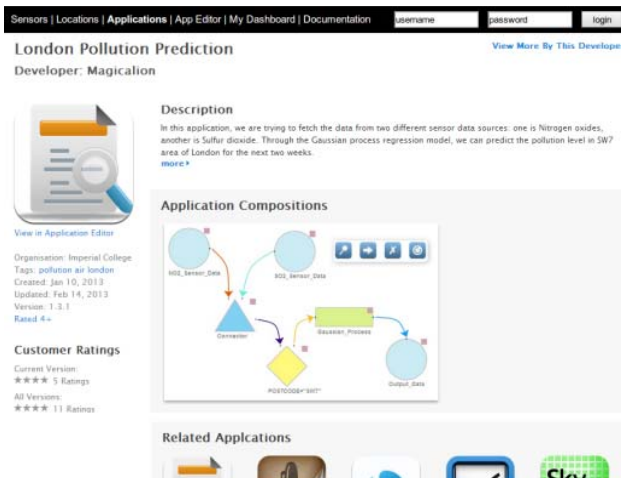 Sensors | Locations | Applications | App Editor | My Dashboard | Documentation
username
password
login
London Pollution Prediction
View More By This Develope
Developer: Magicalion
Description
In this application, we are trying to fetch the data from two different sensor data sources: one is Nitrogen oxides,
another is Sulfur dioxide. Through the Gaussian process regression model, we can predict the pollution level in SW7
area of London for the next two weeks.
more
View in Application Editor
Organisation: Imperial College
Tags: pollution air london
Created: Jan 10, 2013
Updated: Feb 14, 2013
Version: 1.3.1
Rated 4+
Customer Ratings
Current Version:
★★★★ 5 Ratings
All Versions:
★★★★ 11 Ratings
Application Compositions
NO2_Sensor_Data
SO2_Sensor_Data
Connector
Gaussian_Process
POSTCODE="SW7"
Output_Data
Related Applcations
Sky